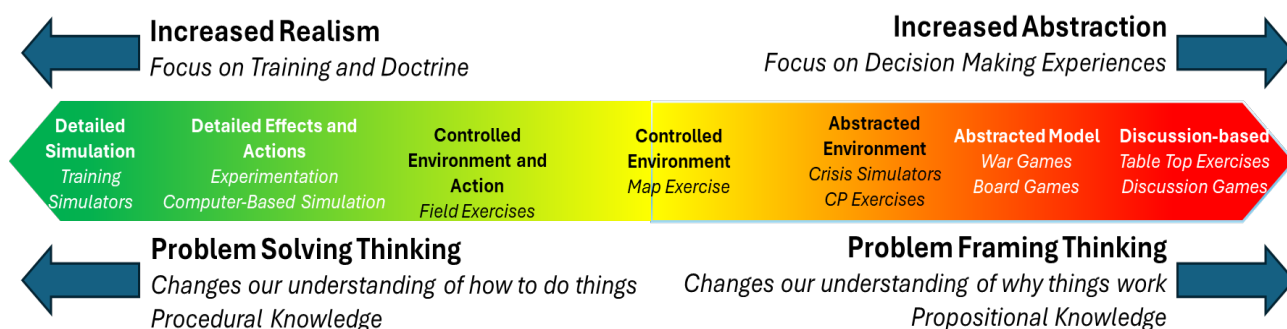 Increased Realism
Focus on Training and Doctrine
Increased Abstraction
Focus on Decision Making Experiences
Detailed
Simulation
Training
Simulators
Detailed Effects and
Actions
Experimentation
Computer-Based Simulation
Controlled
Environment and
Action
Field Exercises
Controlled
Environment
Map Exercise
Abstracted
Environment
Crisis Simulators
CP Exercises
Abstracted Model
War Games
Board Games
Discussion-based
Table Top Exercises
Discussion Games
Problem Solving Thinking
Changes our understanding of how to do things
Procedural Knowledge
Problem Framing Thinking
Changes our understanding of why things work
Propositional Knowledge